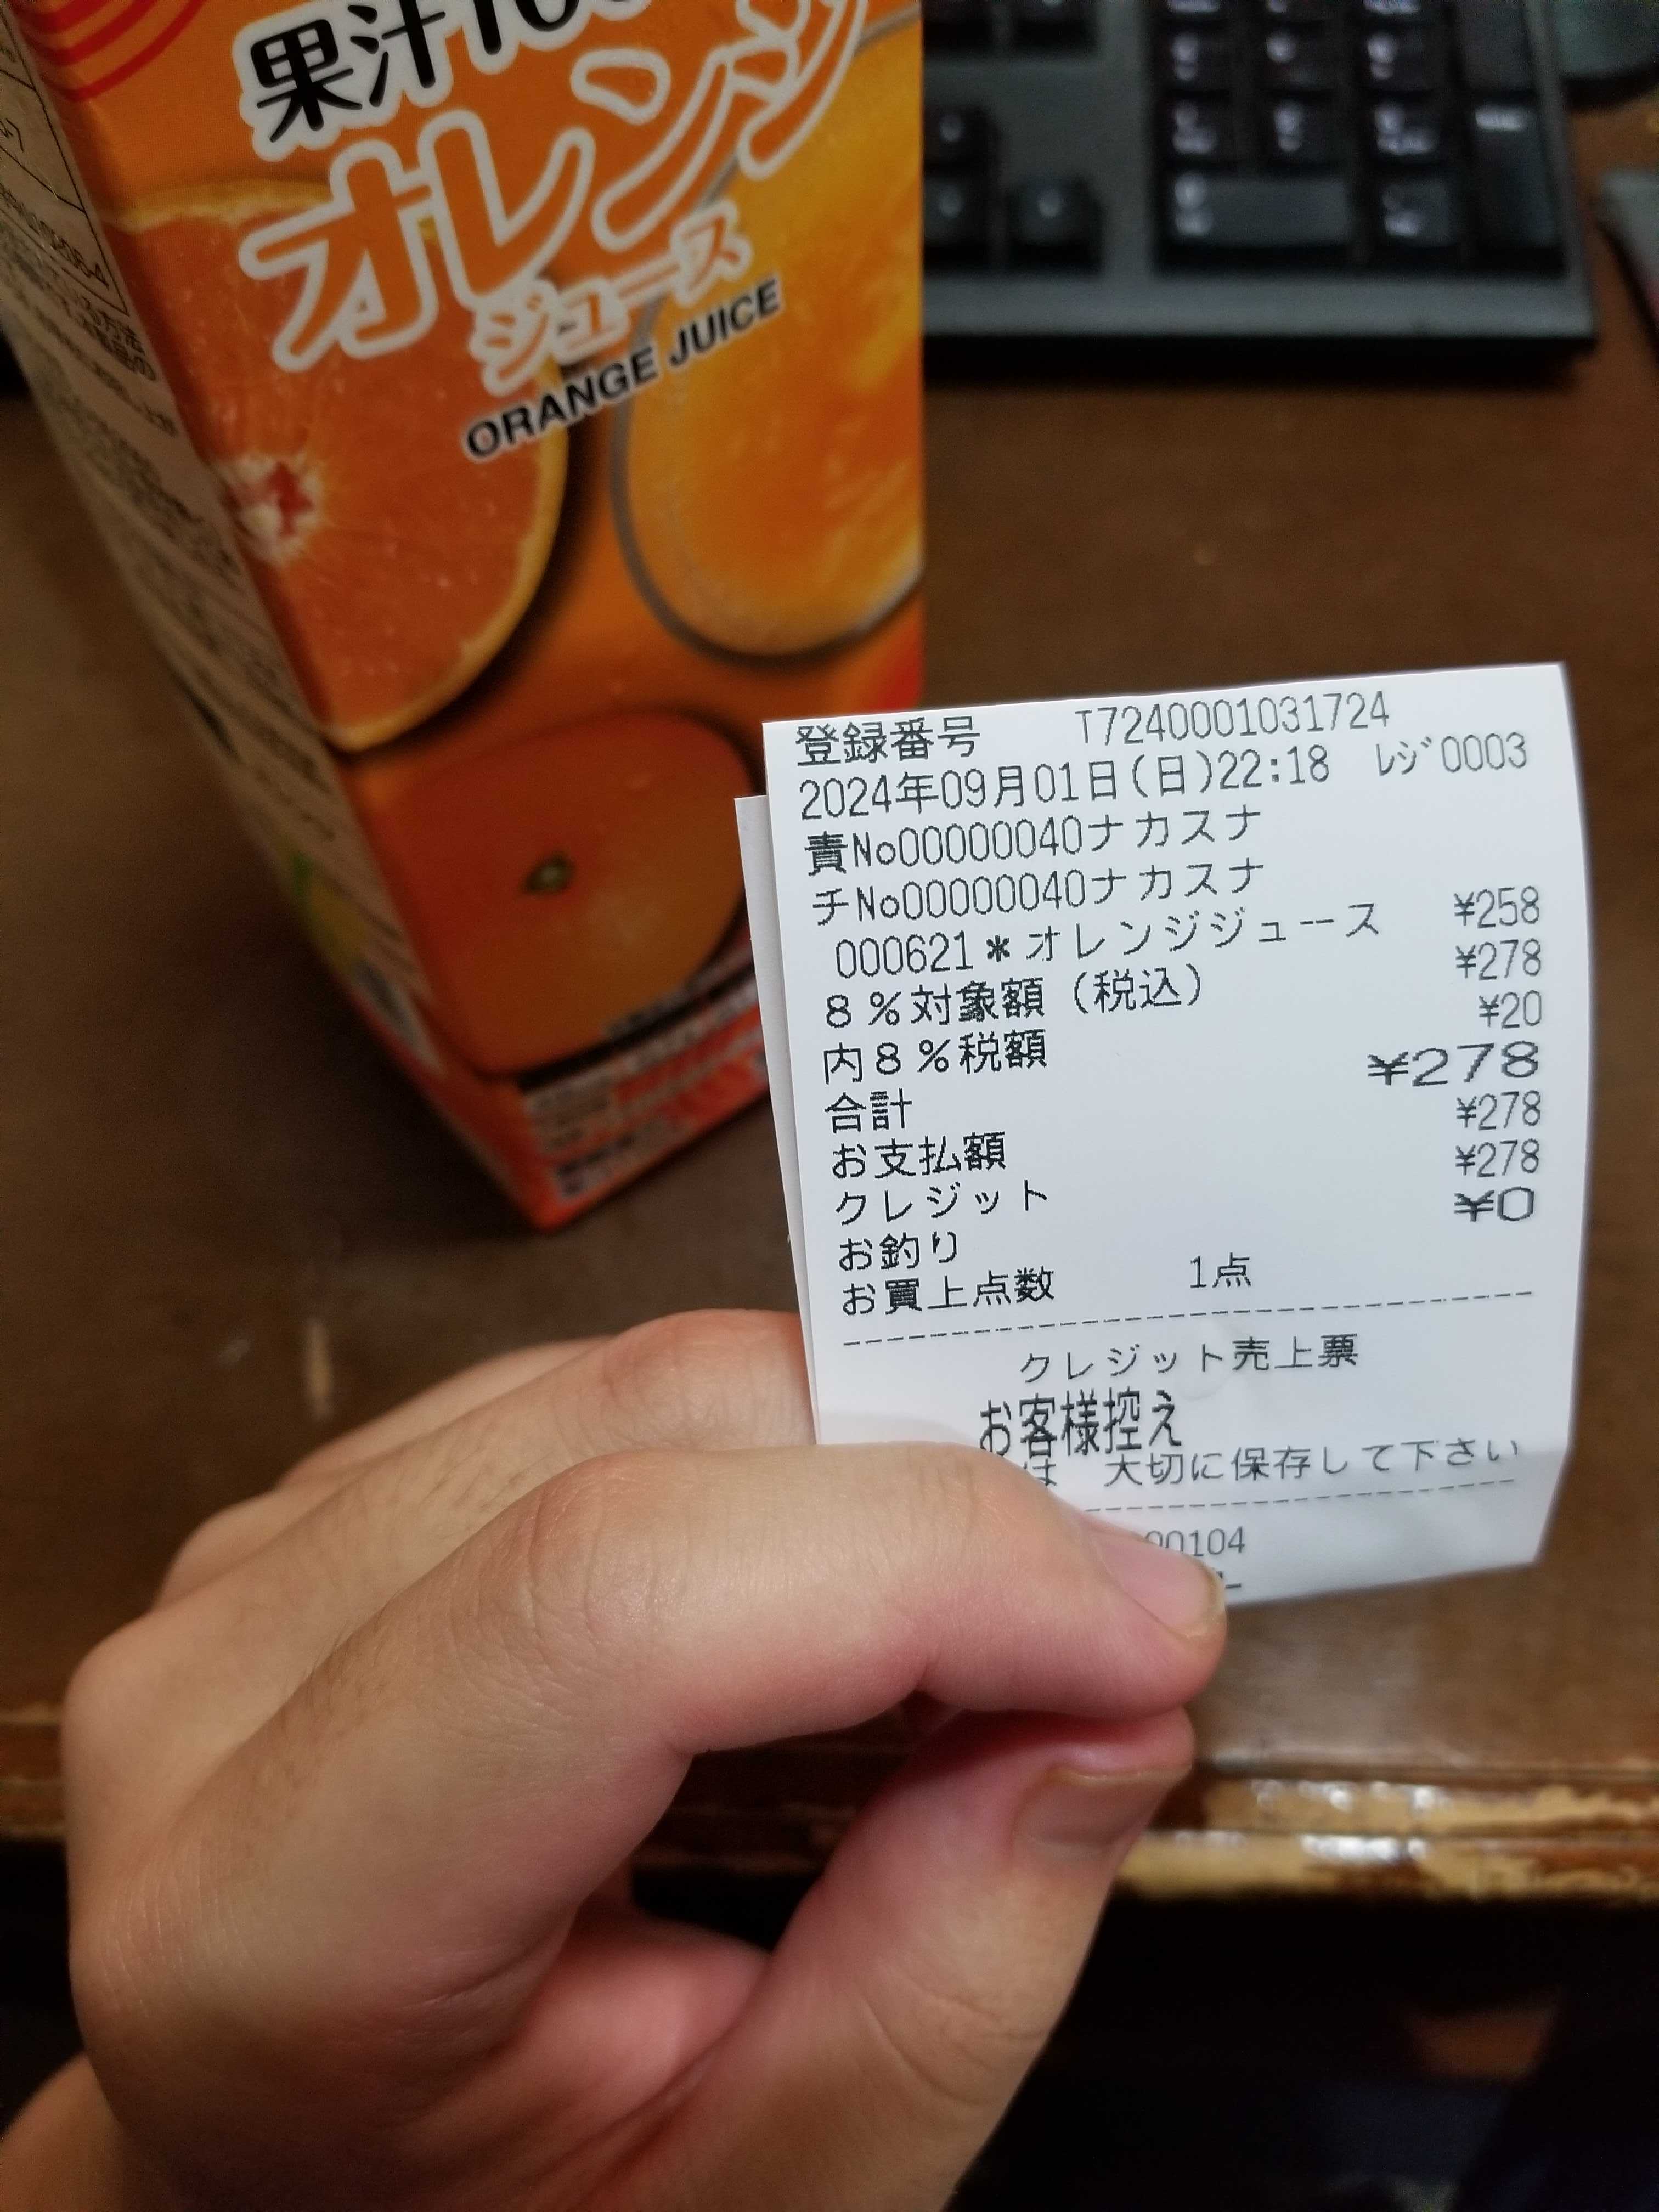 果汁100
オレンジ
ジュース
ORANGE JUICE
登録番号 T7240001031724
2024年09月01日(日)22:18 レジ0003
責No00000040ナカスナ
チNo00000040ナカスナ
000621*オレンジジュース ¥258
8%対象額(税込) ¥278
内8%税額 ¥20
合計 ¥278
お支払額 ¥278
クレジット ¥278
お釣り ¥0
お買上点数 1点
クレジット売上票
お客様控え
は 大切に保存して下さい
00104